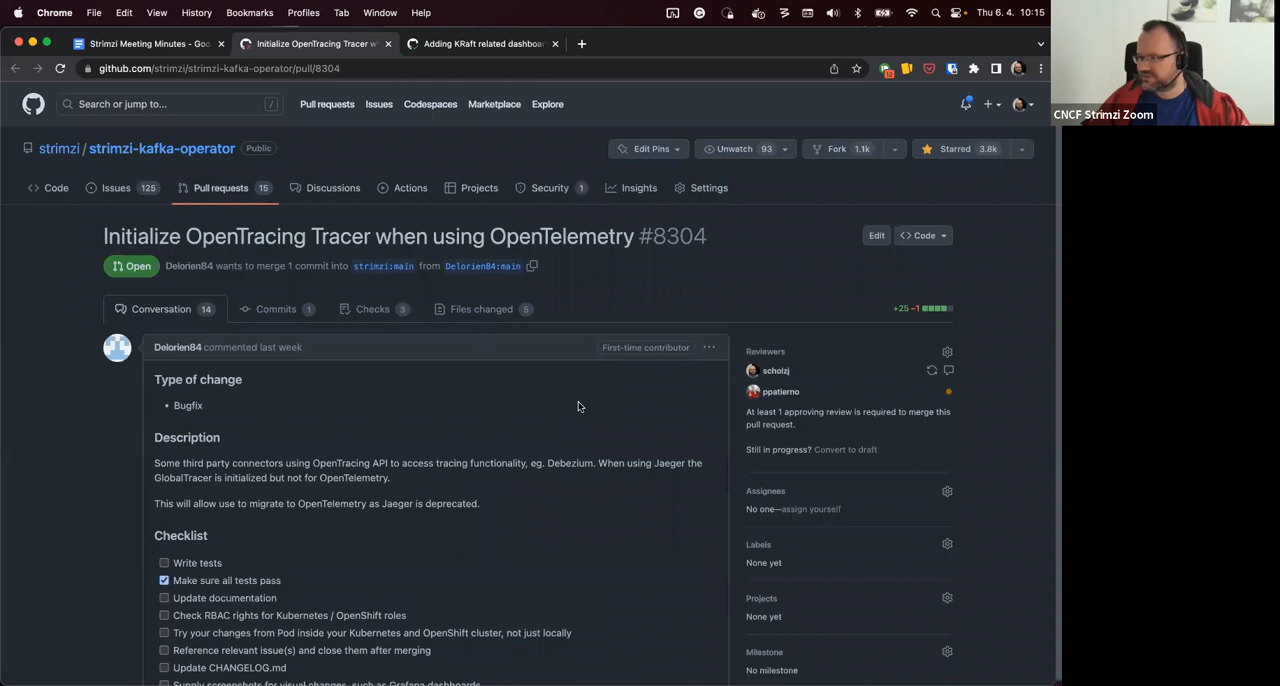 Chrome File Edit View History Bookmarks Profiles Tab Window Help Thu 6. 4. 10:15
Strimzi Meeting Minutes - Goo
Initialize OpenTracing Tracer w
Adding KRaft related dashboa
github.com/strimzi/strimzi-kafka-operator/pull/8304
CNCF Strimzi Zoom
Search or jump to... /
Pull requests Issues Codespaces Marketplace Explore
strimzi / strimzi-kafka-operator Public
Edit Pins Unwatch 93 Fork 1.1k Starred 3.8k
Code Issues 125 Pull requests 15 Discussions Actions Projects Security 1 Insights Settings
Initialize OpenTracing Tracer when using OpenTelemetry #8304
Edit Code
Open Delorien84 wants to merge 1 commit into strimzi:main from Delorien84:main
Conversation 14 Commits 1 Checks 3 Files changed 5
+25 −1
Delorien84 commented last week First-time contributor
Type of change
• Bugfix
Description
Some third party connectors using OpenTracing API to access tracing functionality, eg. Debezium. When using Jaeger the
GlobalTracer is initialized but not for OpenTelemetry.
This will allow use to migrate to OpenTelemetry as Jaeger is deprecated.
Checklist
Write tests
Make sure all tests pass
Update documentation
Check RBAC rights for Kubernetes / OpenShift roles
Try your changes from Pod inside your Kubernetes and OpenShift cluster, not just locally
Reference relevant issue(s) and close them after merging
Update CHANGELOG.md
Supply screenshots for visual changes, such as Grafana dashboards
Reviewers
scholzj
ppatierno
At least 1 approving review is required to merge this
pull request.
Still in progress? Convert to draft
Assignees
No one—assign yourself
Labels
None yet
Projects
None yet
Milestone
No milestone